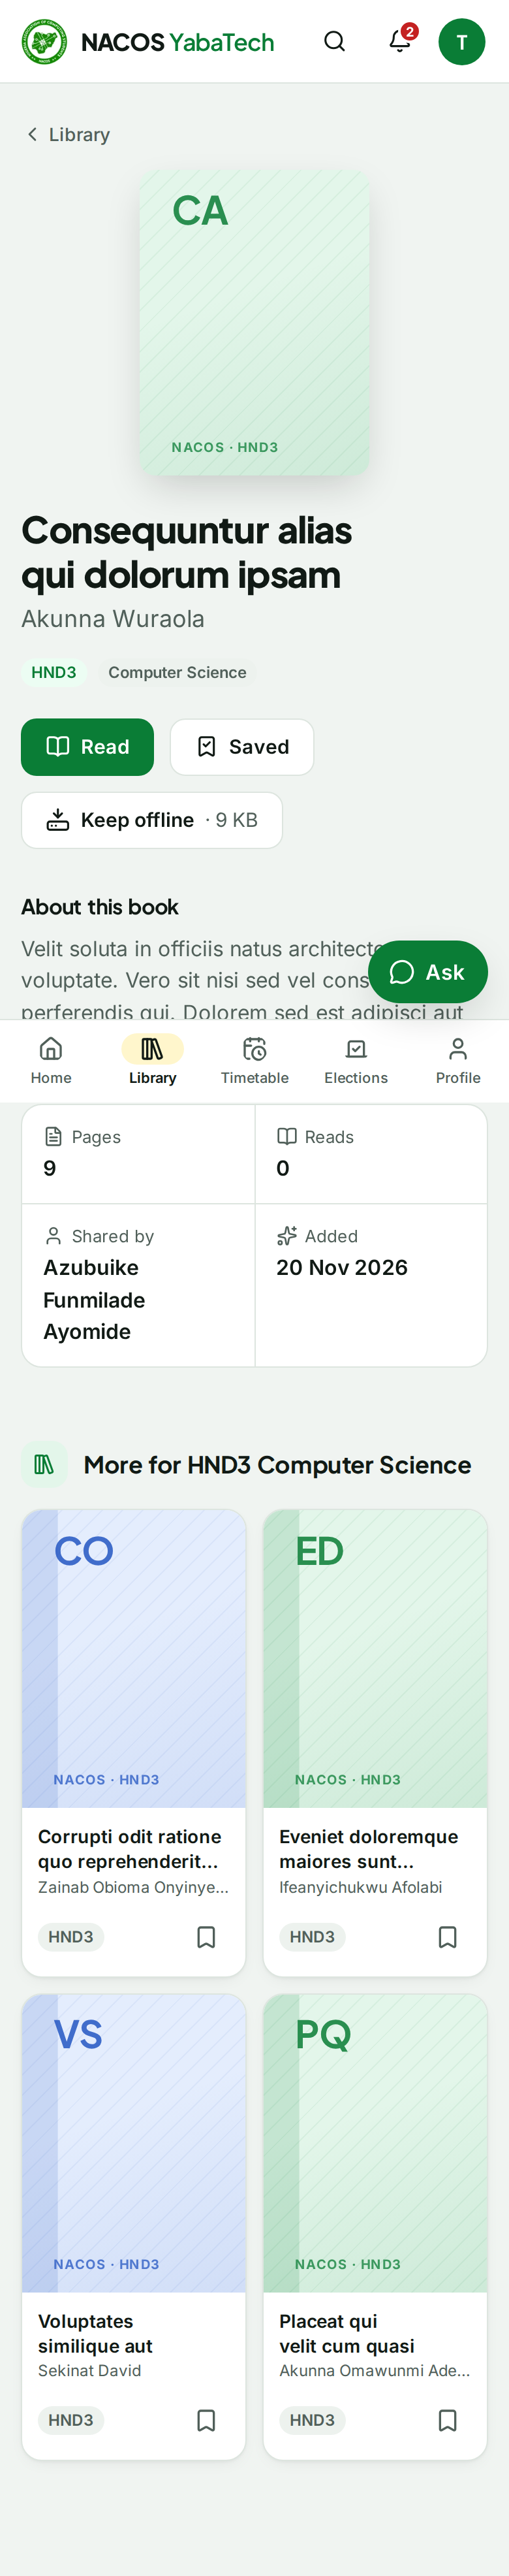 NACOS YabaTech
2
T
Library
CA
NACOS · HND3
Consequuntur alias
qui dolorum ipsam
Akunna Wuraola
HND3
Computer Science
Read
Saved
Keep offline · 9 KB
About this book
Velit soluta in officiis natus architecto
voluptate. Vero sit nisi sed vel cons
perferendis qui. Dolorem sed est adipisci aut
Ask
Home
Library
Timetable
Elections
Profile
Pages
9
Reads
0
Shared by
Azubuike
Funmilade
Ayomide
Added
20 Nov 2026
More for HND3 Computer Science
CO
NACOS · HND3
Corrupti odit ratione
quo reprehenderit...
Zainab Obioma Onyinye...
HND3
ED
NACOS · HND3
Eveniet doloremque
maiores sunt...
Ifeanyichukwu Afolabi
HND3
VS
NACOS · HND3
Voluptates
similique aut
Sekinat David
HND3
PQ
NACOS · HND3
Placeat qui
velit cum quasi
Akunna Omawunmi Ade...
HND3